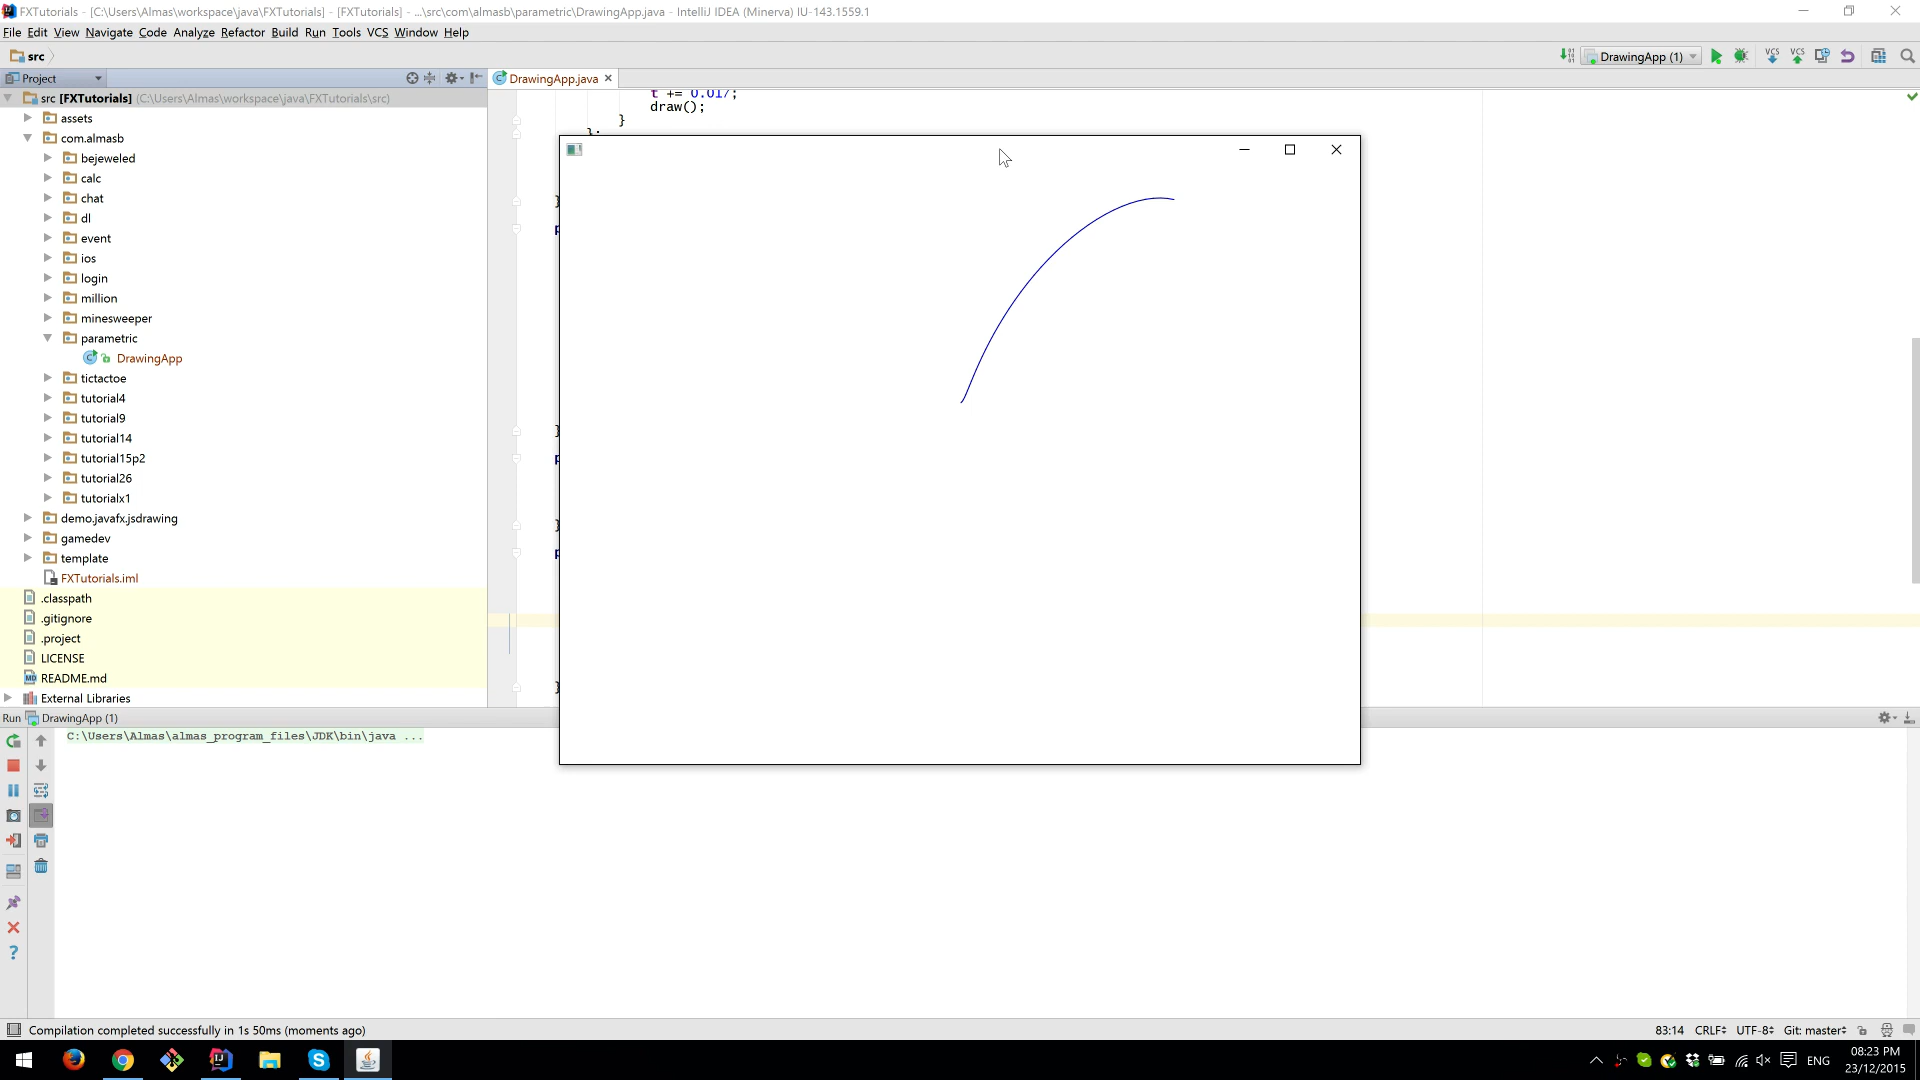 FXTutorials - [C:\Users\Almas\workspace\java\FXTutorials] - [FXTutorials] - ...\src\com\almasb\parametric\DrawingApp.java - IntelliJ IDEA (Minerva) IU-143.1559.1
File Edit View Navigate Code Analyze Refactor Build Run Tools VCS Window Help
src
DrawingApp (1)
VCS VCS
Project
DrawingApp.java
src [FXTutorials] (C:\Users\Almas\workspace\java\FXTutorials\src)
assets
com.almasb
bejeweled
calc
chat
dl
event
ios
login
million
minesweeper
parametric
DrawingApp
tictactoe
tutorial4
tutorial9
tutorial14
tutorial15p2
tutorial26
tutorialx1
demo.javafx.jsdrawing
gamedev
template
FXTutorials.iml
.classpath
.gitignore
.project
LICENSE
README.md
External Libraries
t += 0.017;
draw();
}
};
}
p
}
p
}
p
}
Run DrawingApp (1)
C:\Users\Almas\almas_program_files\JDK\bin\java ...
Compilation completed successfully in 1s 50ms (moments ago)
83:14 CRLF UTF-8 Git: master
ENG
08:23 PM
23/12/2015